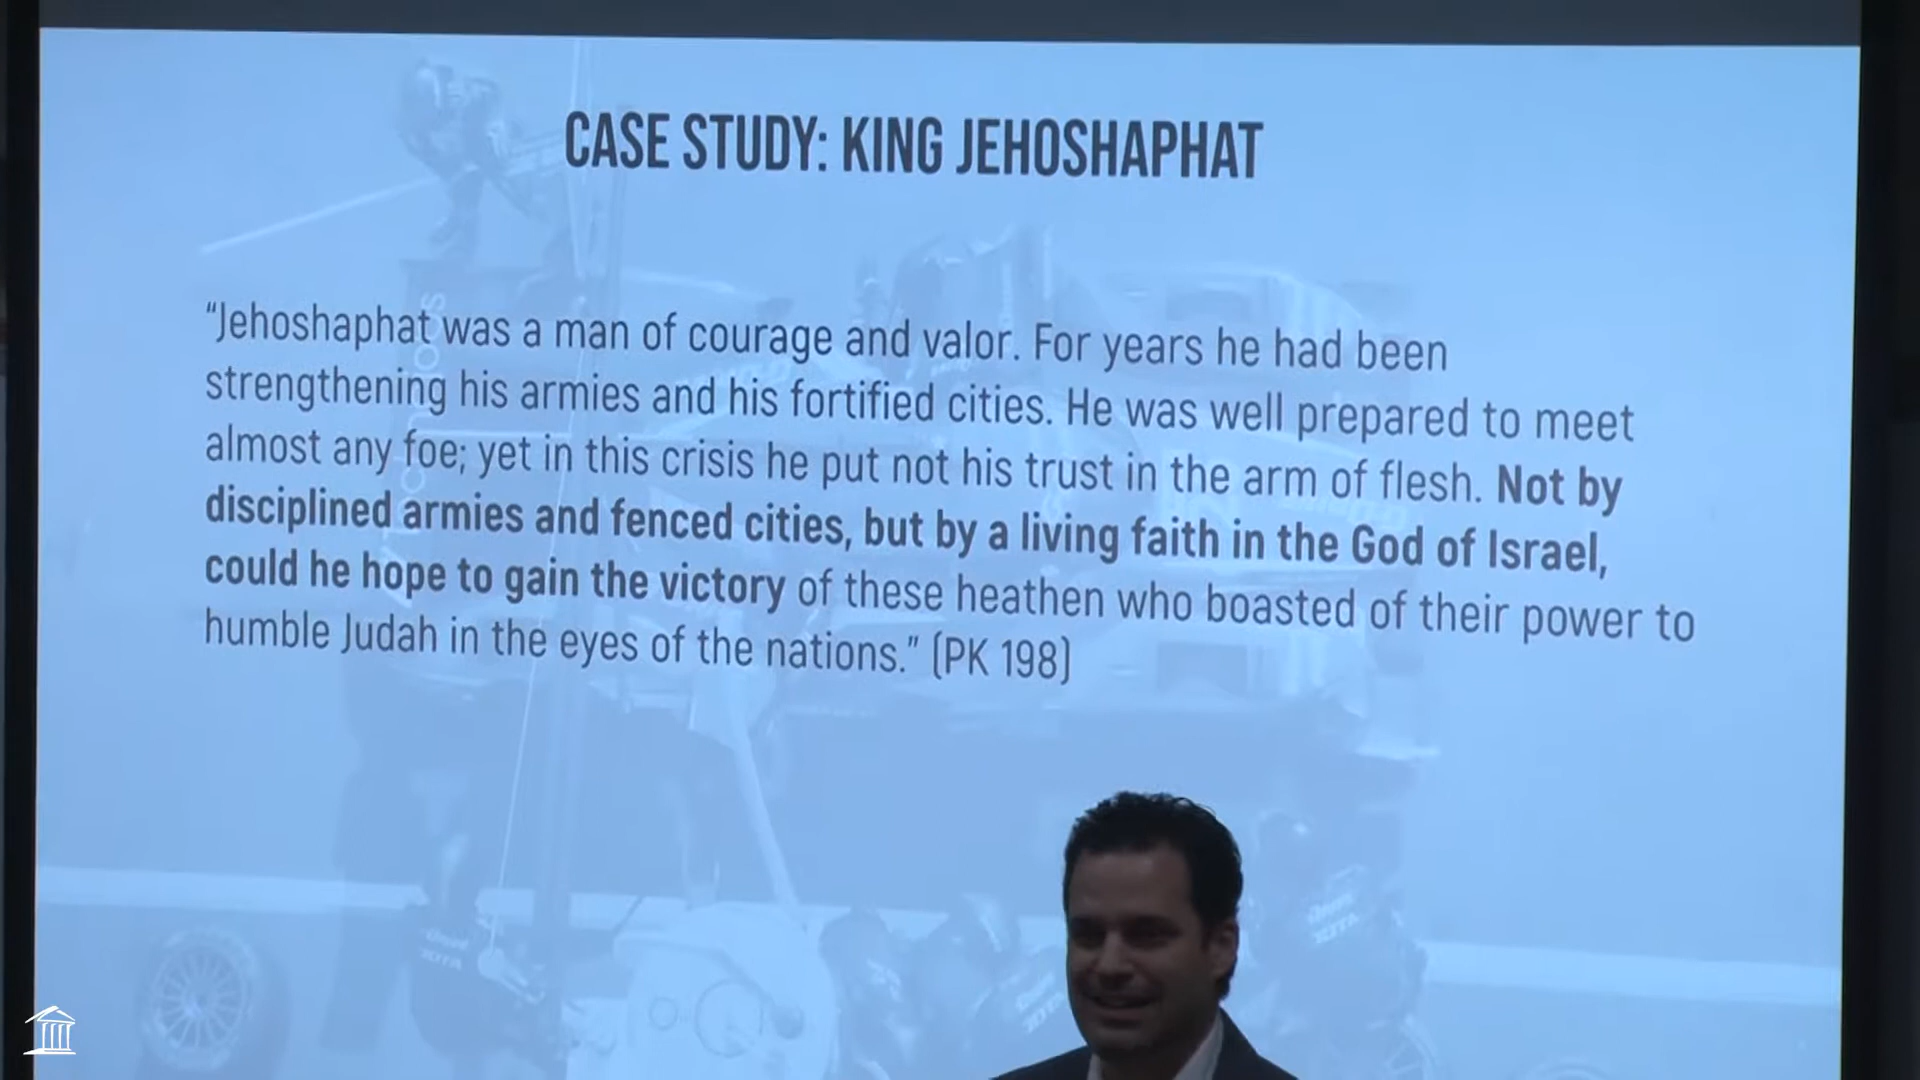 CASE STUDY: KING JEHOSHAPHAT
“Jehoshaphat was a man of courage and valor. For years he had been
strengthening his armies and his fortified cities. He was well prepared to meet
almost any foe; yet in this crisis he put not his trust in the arm of flesh. Not by
disciplined armies and fenced cities, but by a living faith in the God of Israel,
could he hope to gain the victory of these heathen who boasted of their power to
humble Judah in the eyes of the nations.” (PK 198)